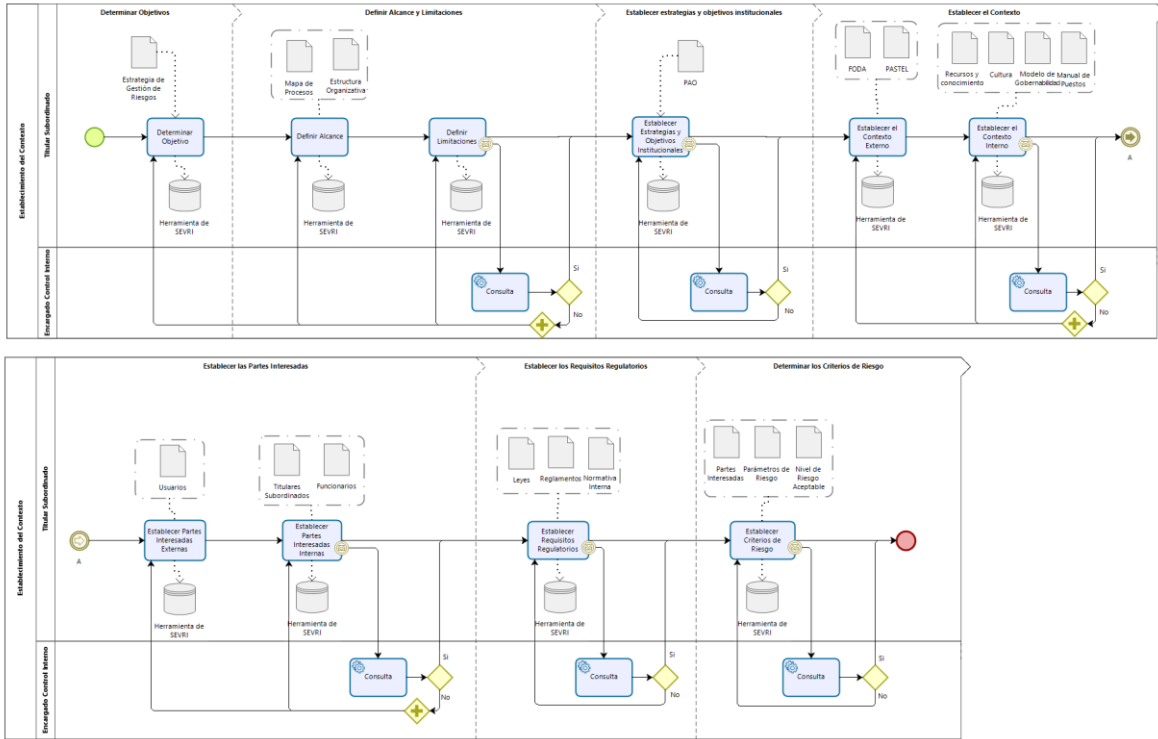 Determinar Objetivos
Definir Alcance y Limitaciones
Establecer estrategias y objetivos institucionales
Establecer el Contexto
Establecimiento del Contexto
Titular Subordinado
Encargado Control Interno
Estrategia de
Gestión de
Riesgos
Mapa de
Procesos
Estructura
Organizativa
PAO
FODA
PASTEL
Recursos y
conocimiento
Cultura
Modelo de
Gobernabilidad
Manual de
Puestos
Determinar
Objetivo
Definir Alcance
Definir
Limitaciones
Establecer
Estrategias y
Objetivos
Institucionales
Establecer el
Contexto
Externo
Establecer el
Contexto
Interno
A
Herramienta de
SEVRI
Herramienta de
SEVRI
Herramienta de
SEVRI
Herramienta de
SEVRI
Herramienta de
SEVRI
Herramienta de
SEVRI
Consulta
Si
No
Consulta
Si
No
Consulta
Si
No
Establecer las Partes Interesadas
Establecer los Requisitos Regulatorios
Determinar los Criterios de Riesgo
Establecimiento del Contexto
Titular Subordinado
Encargado Control Interno
Usuarios
Titulares
Subordinados
Funcionarios
Leyes
Reglamentos
Normativa
Interna
Partes
Interesadas
Parámetros de
Riesgo
Nivel de
Riesgo
Aceptable
A
Establecer Partes
Interesadas
Externas
Establecer
Partes
Interesadas
Internas
Establecer
Requisitos
Regulatorios
Establecer
Criterios de
Riesgo
Herramienta de
SEVRI
Herramienta de
SEVRI
Herramienta de
SEVRI
Herramienta de
SEVRI
Consulta
Si
No
Consulta
Si
No
Consulta
Si
No